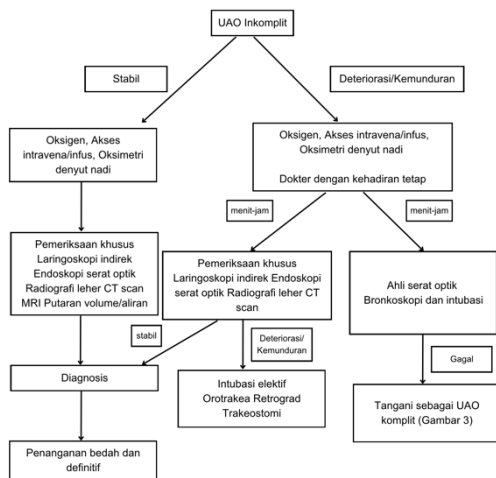 UAO Inkomplit
Stabil
Deteriorasi/Kemunduran
Oksigen, Akses
intravena/infus, Oksimetri
denyut nadi
Oksigen, Akses intravena/infus,
Oksimetri denyut nadi
Dokter dengan kehadiran tetap
menit-jam
menit-jam
Pemeriksaan khusus
Laringoskopi indirek
Endoskopi serat optik
Radiografi leher CT scan
MRI Putaran volume/aliran
Pemeriksaan khusus
Laringoskopi indirek Endoskopi
serat optik Radiografi leher CT
scan
Ahli serat optik
Bronkoskopi dan intubasi
stabil
Deteriorasi/
Kemunduran
Gagal
Diagnosis
Intubasi elektif
Orotrakea Retrograd
Trakeostomi
Tangani sebagai UAO
komplit (Gambar 3)
Penanganan bedah dan
definitif